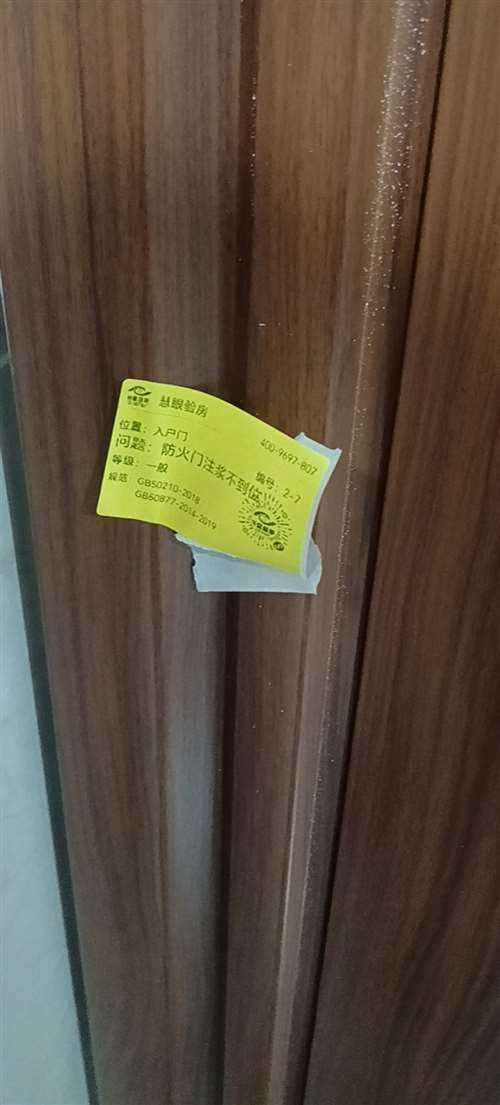 慧眼验房
400-9697-807
位置：入户门
编号：2-7
问题：防火门注浆不到位
等级：一般
规范：GB50210-2018
GB50877-2014-2019